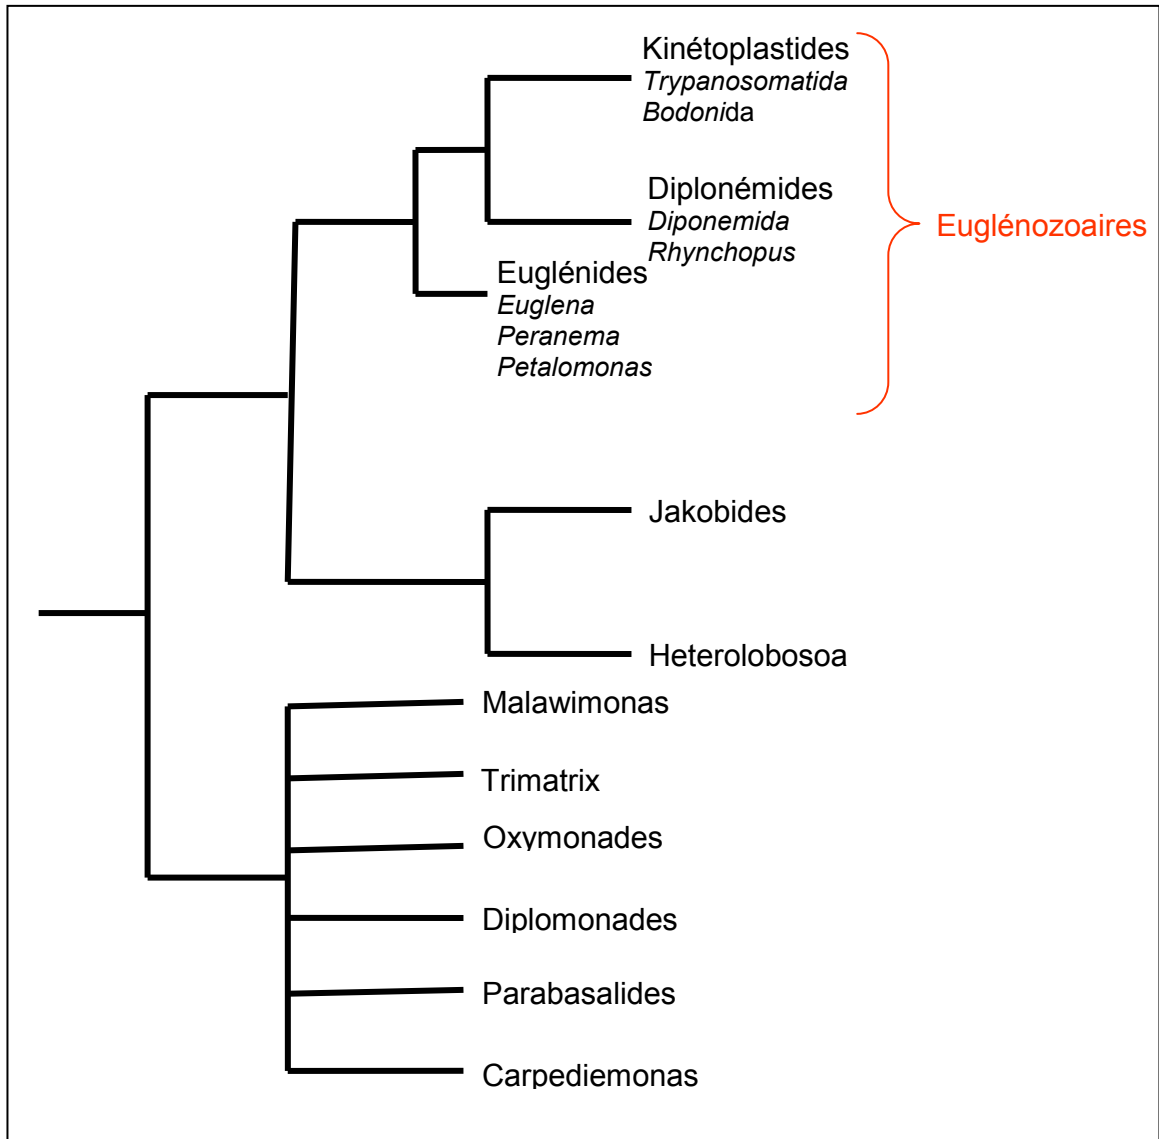 Kinétoplastides
Trypanosomatida
Bodonida
Diplonémides
Diponemida
Rhynchopus
Euglénozoaires
Euglénides
Euglena
Peranema
Petalomonas
Jakobides
Heterolobosoa
Malawimonas
Trimatrix
Oxymonades
Diplomonades
Parabasalides
Carpediemonas